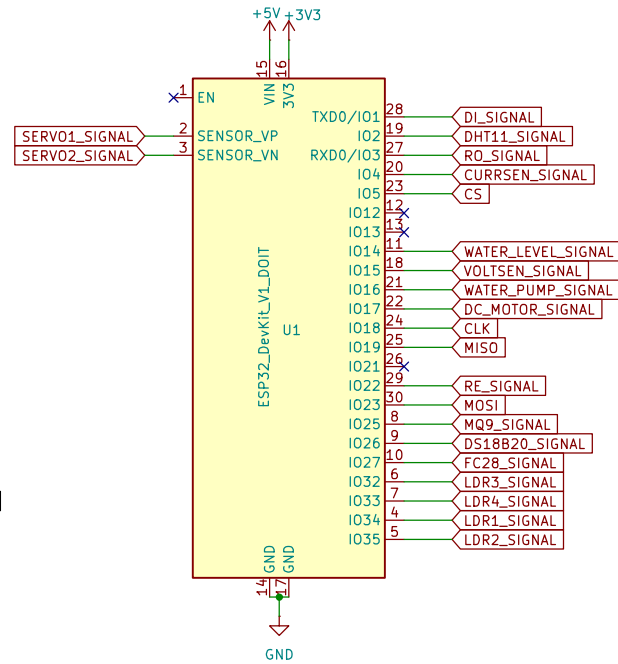 +5V +3V3
15 16
1 EN VIN 3V3
28 TXD0/IO1 DI_SIGNAL
SERVO1_SIGNAL 2 SENSOR_VP IO2 19 DHT11_SIGNAL
SERVO2_SIGNAL 3 SENSOR_VN RXD0/IO3 27 RO_SIGNAL
IO4 20 CURRSEN_SIGNAL
IO5 23 CS
IO12 12
IO13 13
IO14 11 WATER_LEVEL_SIGNAL
IO15 18 VOLTSEN_SIGNAL
IO16 21 WATER_PUMP_SIGNAL
IO17 22 DC_MOTOR_SIGNAL
ESP32_DevKit_V1_DOIT
U1
IO18 24 CLK
IO19 25 MISO
IO21 26
IO22 29 RE_SIGNAL
IO23 30 MOSI
IO25 8 MQ9_SIGNAL
IO26 9 DS18B20_SIGNAL
IO27 10 FC28_SIGNAL
IO32 6 LDR3_SIGNAL
IO33 7 LDR4_SIGNAL
IO34 4 LDR1_SIGNAL
IO35 5 LDR2_SIGNAL
GND GND
14 17
GND